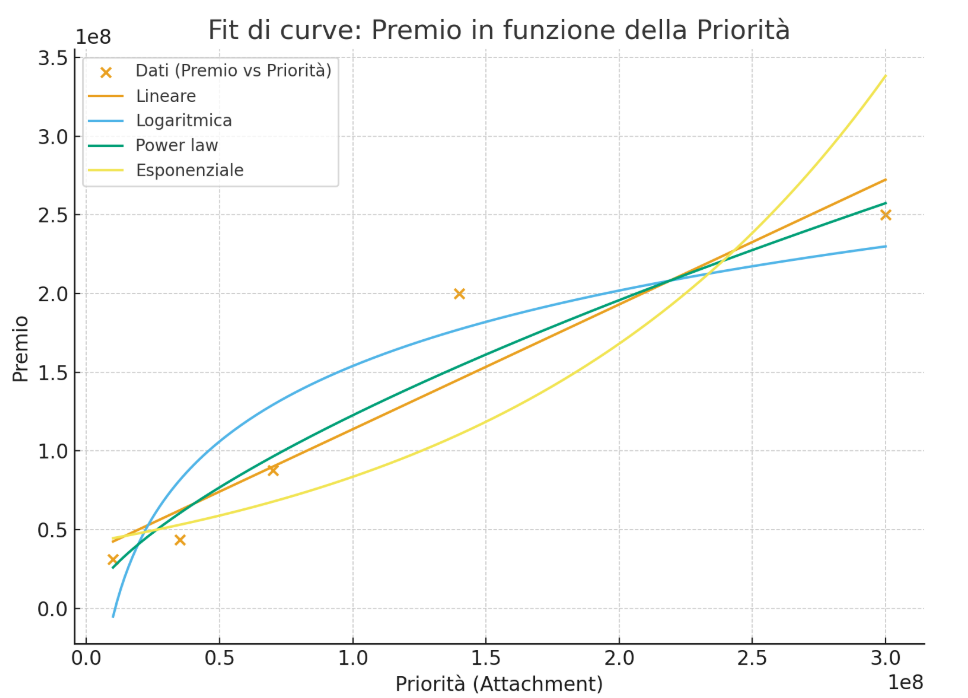 Fit di curve: Premio in funzione della Priorità
1e8
3.5
3.0
2.5
2.0
1.5
1.0
0.5
0.0
Premio
Dati (Premio vs Priorità)
Lineare
Logaritmica
Power law
Esponenziale
0.0 0.5 1.0 1.5 2.0 2.5 3.0
1e8
Priorità (Attachment)